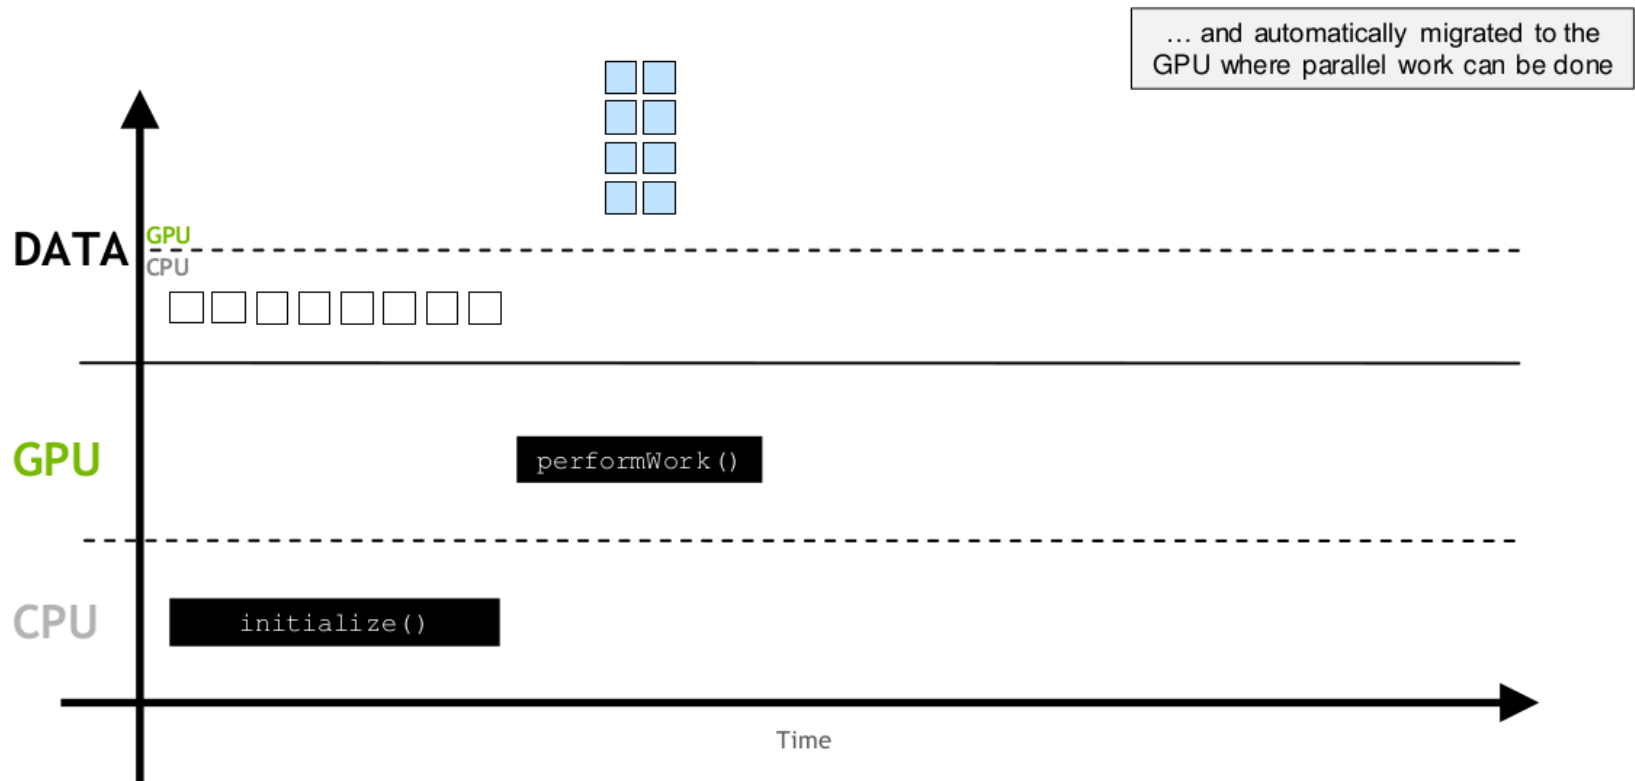 … and automatically migrated to the
GPU where parallel work can be done
DATA
GPU
CPU
GPU
performWork()
CPU
initialize()
Time